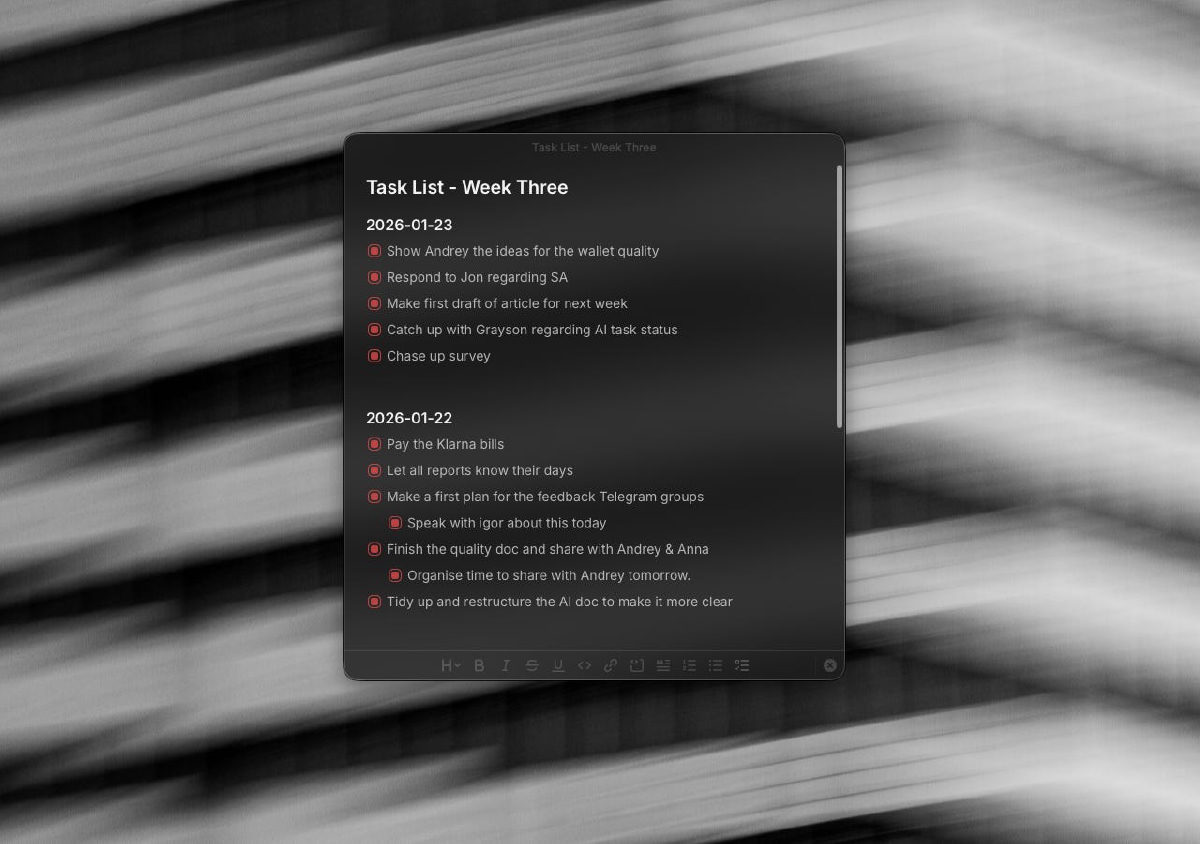 Task List - Week Three
Task List - Week Three
2026-01-23
Show Andrey the ideas for the wallet quality
Respond to Jon regarding SA
Make first draft of article for next week
Catch up with Grayson regarding AI task status
Chase up survey
2026-01-22
Pay the Klarna bills
Let all reports know their days
Make a first plan for the feedback Telegram groups
Speak with igor about this today
Finish the quality doc and share with Andrey & Anna
Organise time to share with Andrey tomorrow.
Tidy up and restructure the AI doc to make it more clear
H B I S U